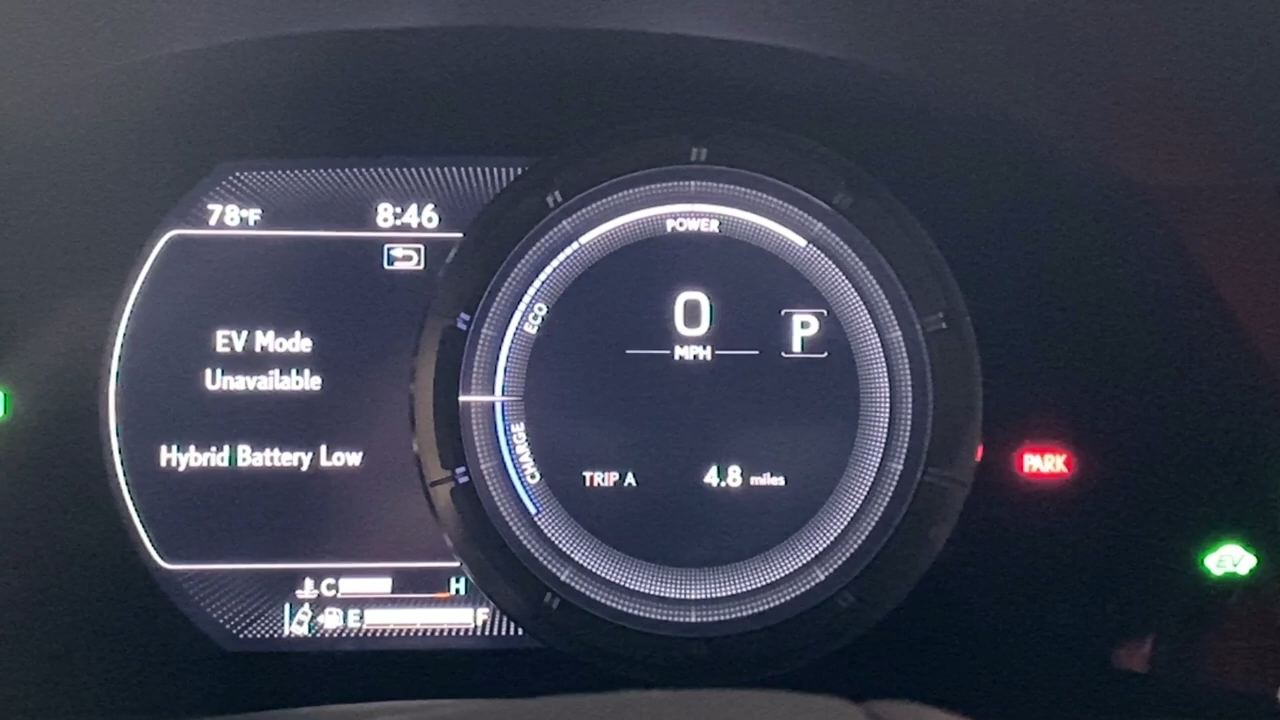 78°F 8:46
EV Mode
Unavailable
Hybrid Battery Low
C H
E F
POWER
ECO
CHARGE
0
MPH
P
TRIP A 4.8 miles
PARK
EV